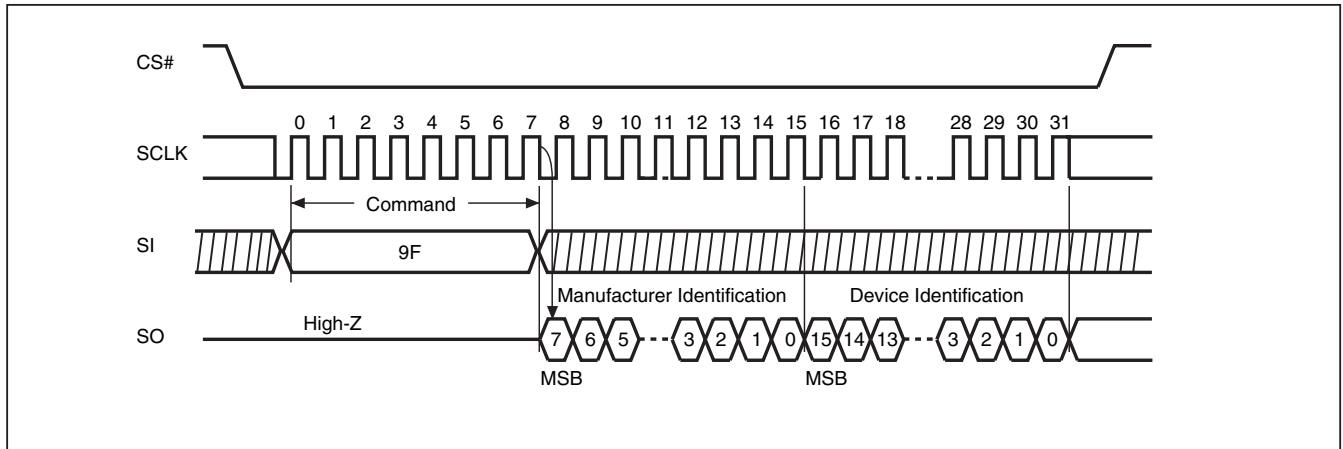 CS#
0 1 2 3 4 5 6 7 8 9 10 11 12 13 14 15 16 17 18 28 29 30 31
SCLK
Command
SI
9F
Manufacturer Identification Device Identification
High-Z
SO
7 6 5 3 2 1 0 15 14 13 3 2 1 0
MSB MSB